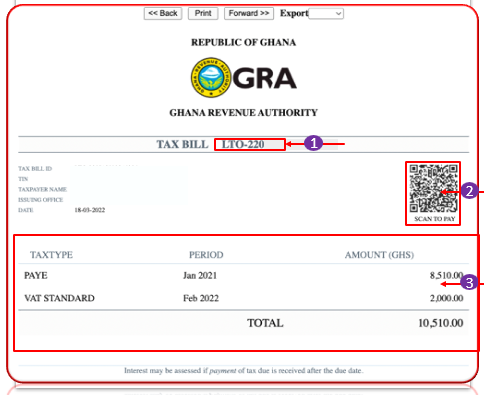 << Back Print Forward >> Export
REPUBLIC OF GHANA
GRA
GHANA REVENUE AUTHORITY
TAX BILL LTO-220 1
TAX BILL ID
TIN
TAXPAYER NAME
ISSUING OFFICE
DATE 18-03-2022
2
SCAN TO PAY
TAXTYPE PERIOD AMOUNT (GHS)
PAYE Jan 2021 8,510.00
3
VAT STANDARD Feb 2022 2,000.00
TOTAL 10,510.00
Interest may be assessed if payment of tax due is received after the due date.